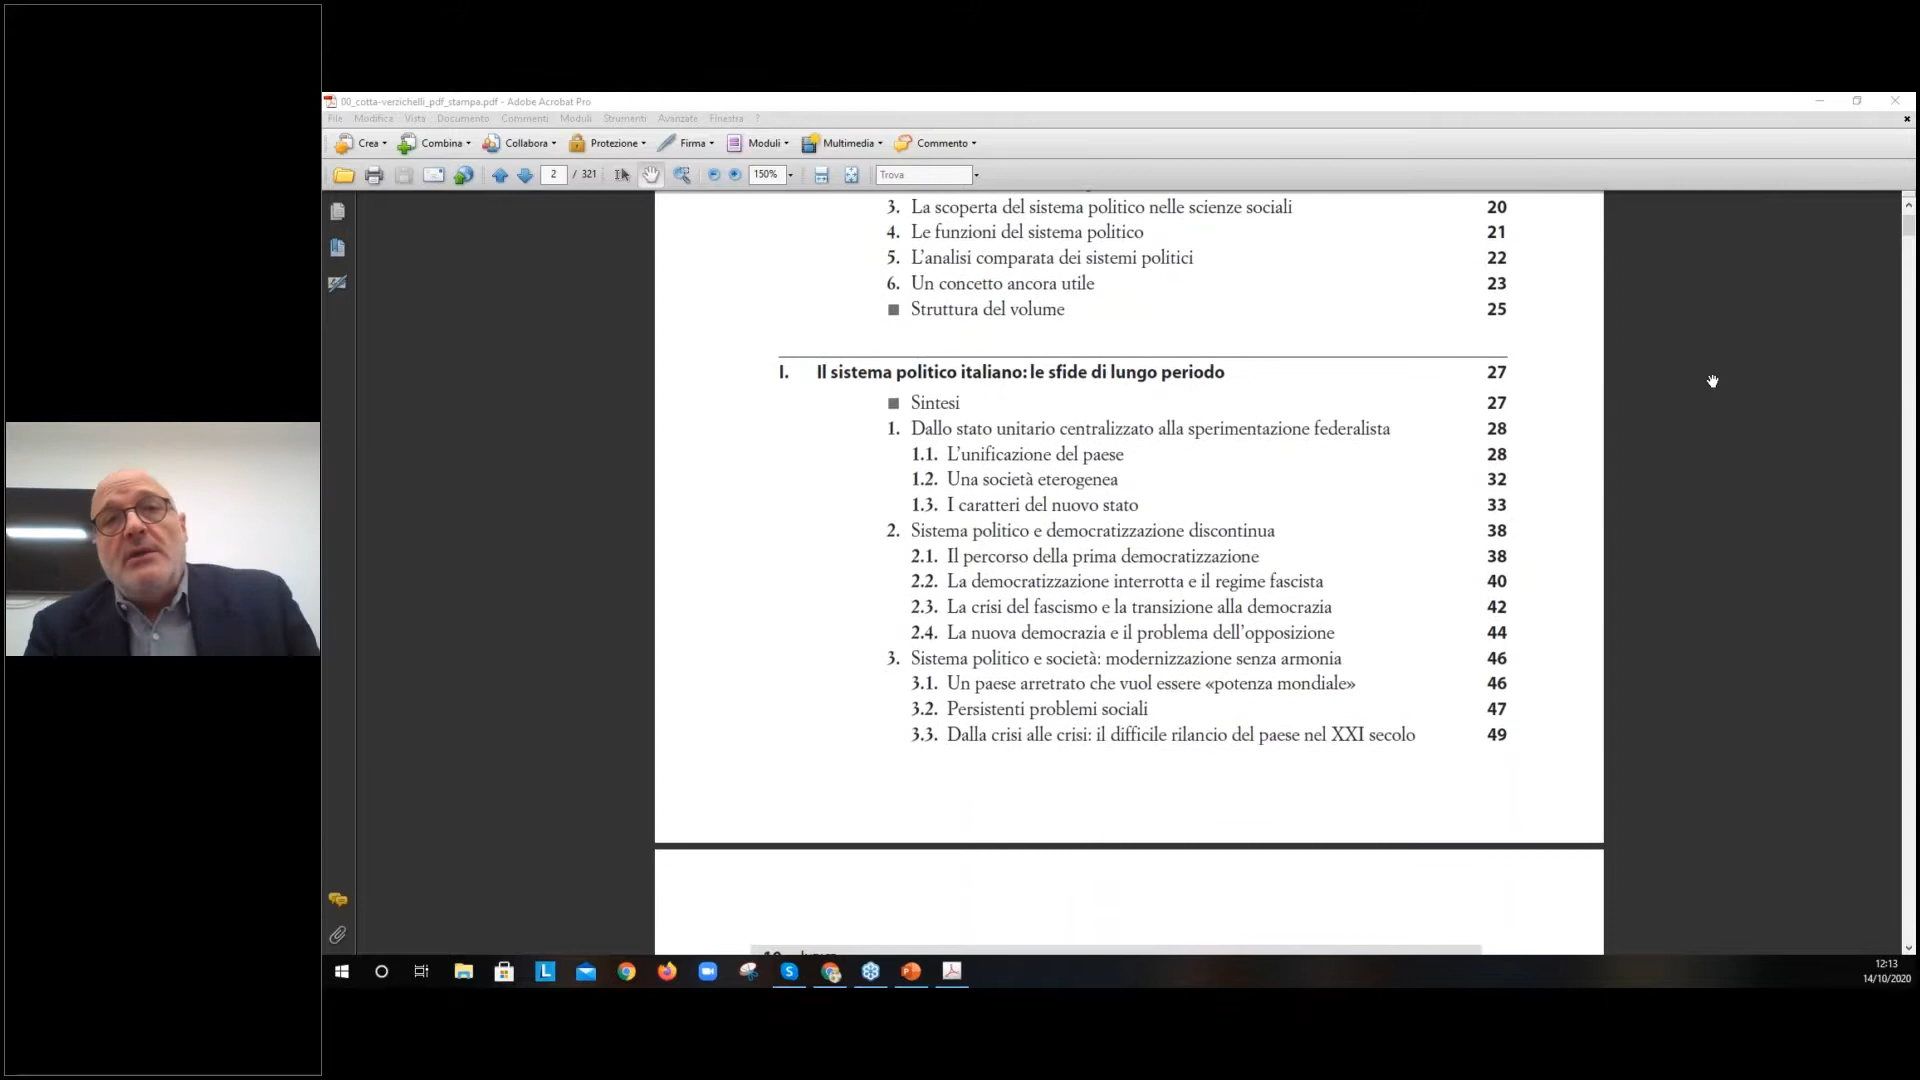 00_cotta-verzichelli_pdf_stampa.pdf - Adobe Acrobat Pro
File Modifica Vista Documento Commenti Moduli Strumenti Avanzate Finestra ?
Crea Combina Collabora Protezione Firma Moduli Multimedia Commento
2 / 321 150% Trova
3. La scoperta del sistema politico nelle scienze sociali 20
4. Le funzioni del sistema politico 21
5. L'analisi comparata dei sistemi politici 22
6. Un concetto ancora utile 23
■ Struttura del volume 25
I. Il sistema politico italiano: le sfide di lungo periodo 27
■ Sintesi 27
1. Dallo stato unitario centralizzato alla sperimentazione federalista 28
1.1. L'unificazione del paese 28
1.2. Una società eterogenea 32
1.3. I caratteri del nuovo stato 33
2. Sistema politico e democratizzazione discontinua 38
2.1. Il percorso della prima democratizzazione 38
2.2. La democratizzazione interrotta e il regime fascista 40
2.3. La crisi del fascismo e la transizione alla democrazia 42
2.4. La nuova democrazia e il problema dell'opposizione 44
3. Sistema politico e società: modernizzazione senza armonia 46
3.1. Un paese arretrato che vuol essere «potenza mondiale» 46
3.2. Persistenti problemi sociali 47
3.3. Dalla crisi alle crisi: il difficile rilancio del paese nel XXI secolo 49
12:13
14/10/2020